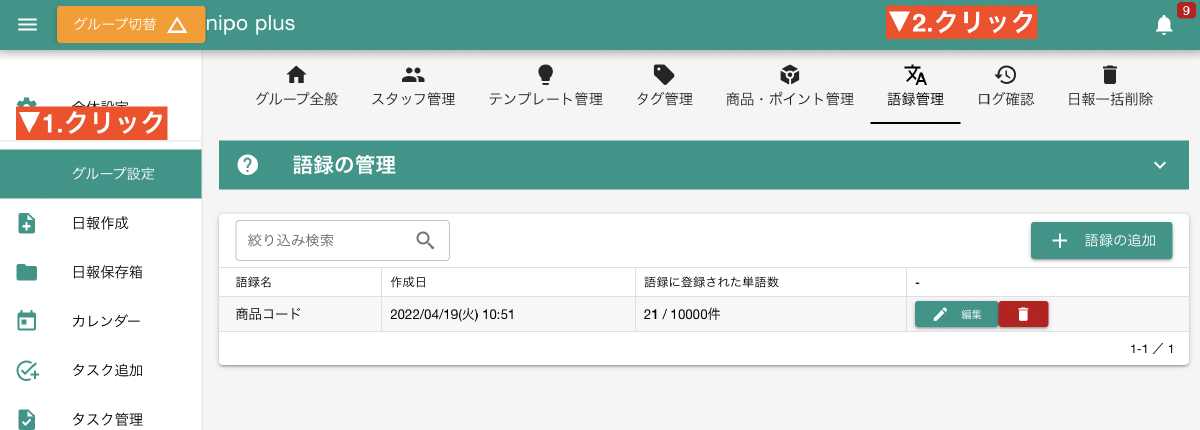 グループ切替
nipo plus
▼2.クリック
9
グループ全般
スタッフ管理
テンプレート管理
タグ管理
商品・ポイント管理
語録管理
ログ確認
日報一括削除
全体設定
▼1.クリック
グループ設定
日報作成
日報保存箱
カレンダー
タスク追加
タスク管理
語録の管理
絞り込み検索
語録の追加
語録名 作成日 語録に登録された単語数 -
商品コード 2022/04/19(火) 10:51 21 / 10000件 編集
1-1 ／ 1